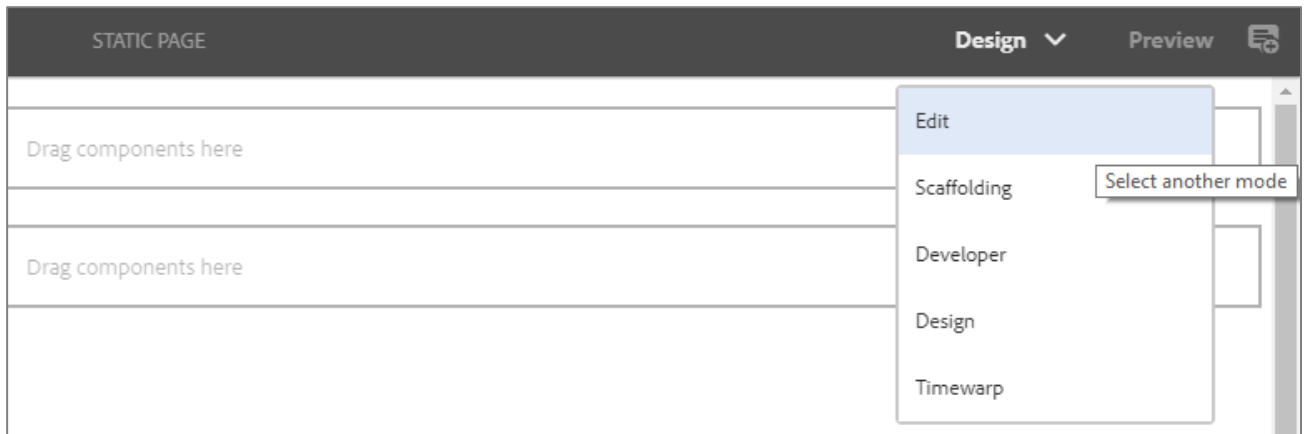 STATIC PAGE Design Preview
Edit
Drag components here
Select another mode
Scaffolding
Developer
Drag components here
Design
Timewarp